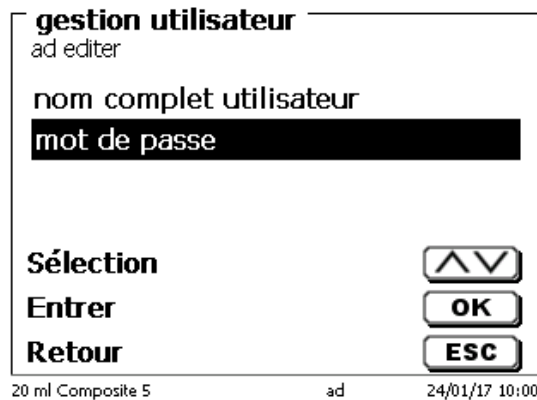 gestion utilisateur
ad editer
nom complet utilisateur
mot de passe
Sélection
Entrer OK
Retour ESC
20 ml Composite 5 ad 24/01/17 10:00